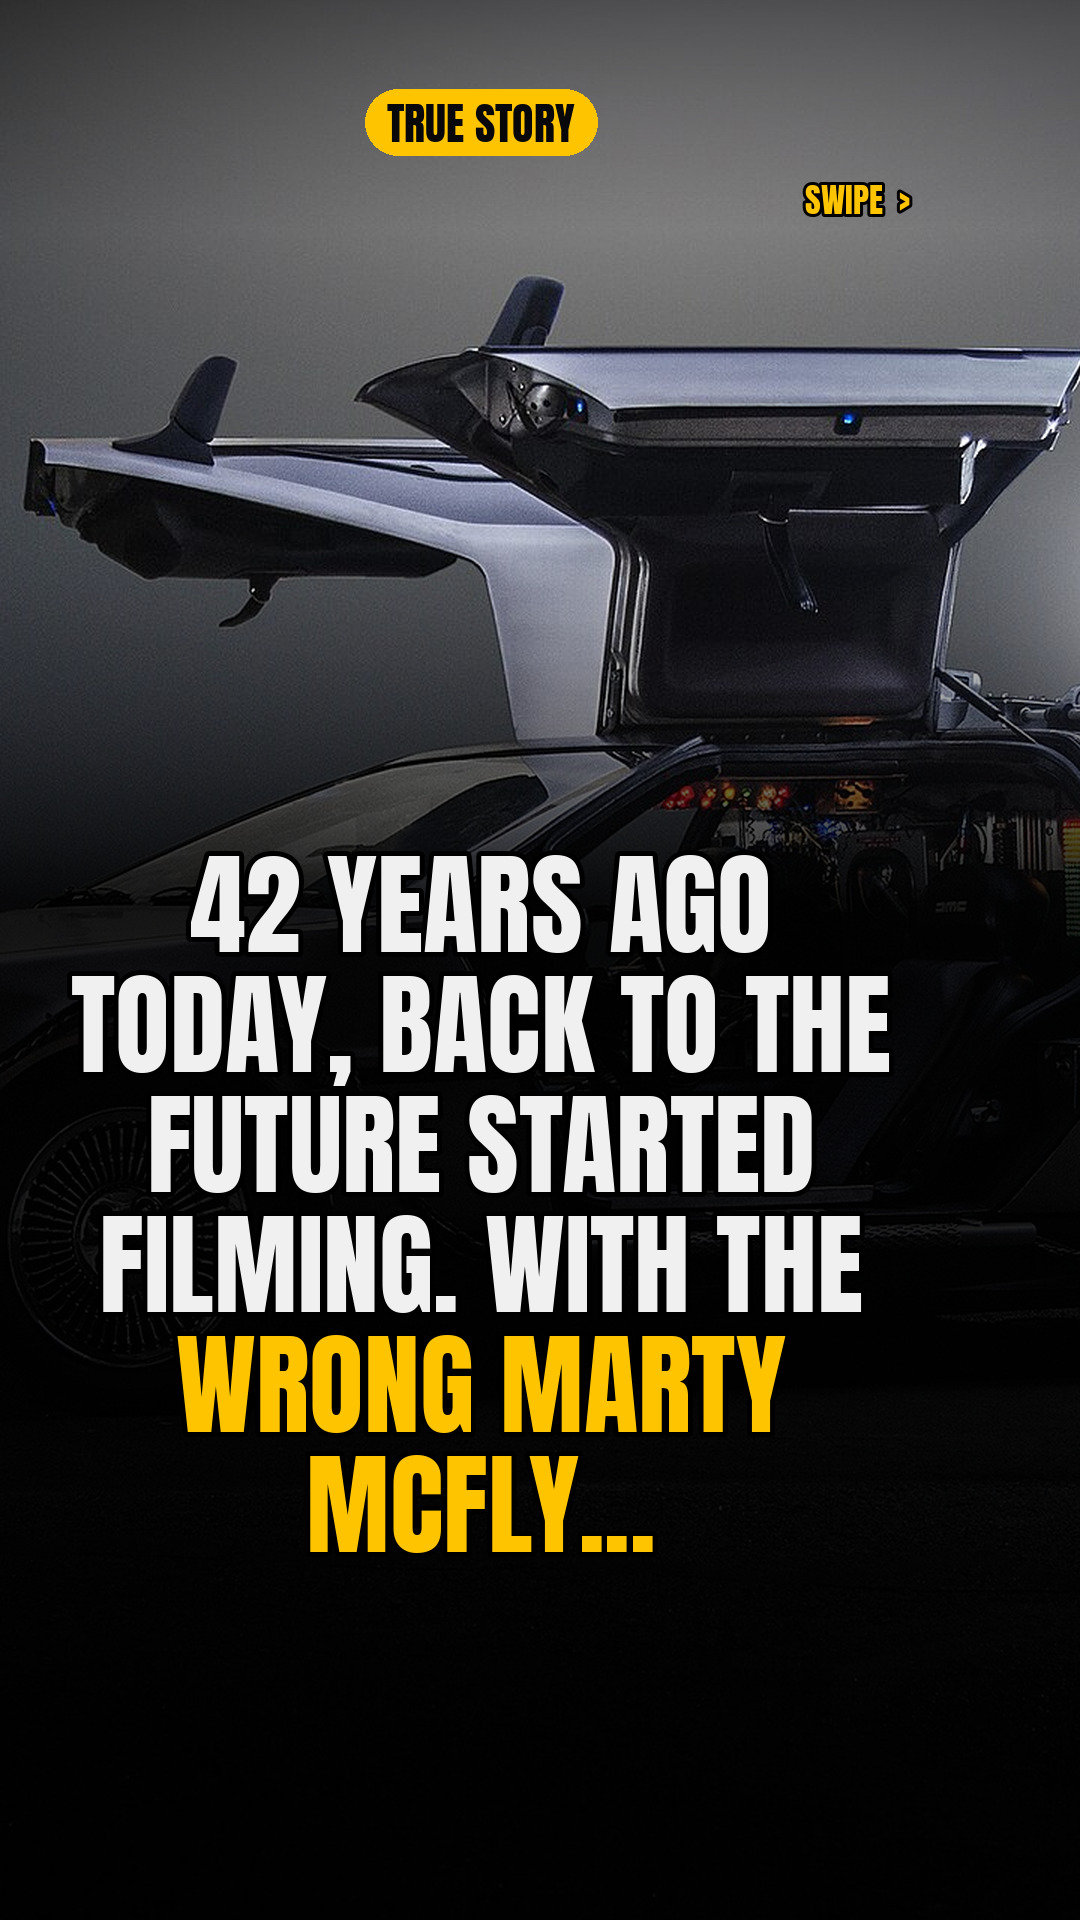 TRUE STORY
SWIPE >
42 YEARS AGO
TODAY, BACK TO THE
FUTURE STARTED
FILMING. WITH THE
WRONG MARTY
MCFLY...